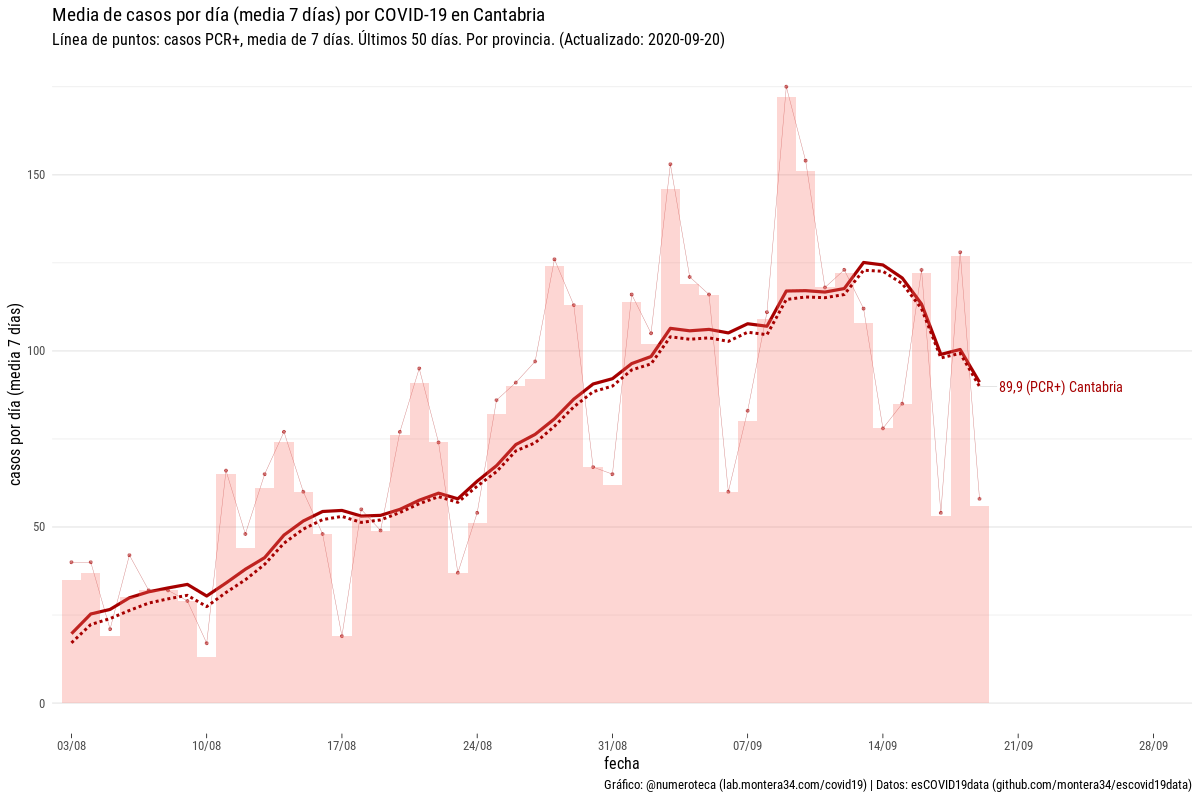 Media de casos por día (media 7 días) por COVID-19 en Cantabria
Línea de puntos: casos PCR+, media de 7 días. Últimos 50 días. Por provincia. (Actualizado: 2020-09-20)
casos por día (media 7 días)
150
100
50
0
89,9 (PCR+) Cantabria
03/08
10/08
17/08
24/08
31/08
07/09
14/09
21/09
28/09
fecha
Gráfico: @numeroteca (lab.montera34.com/covid19) | Datos: esCOVID19data (github.com/montera34/escovid19data)